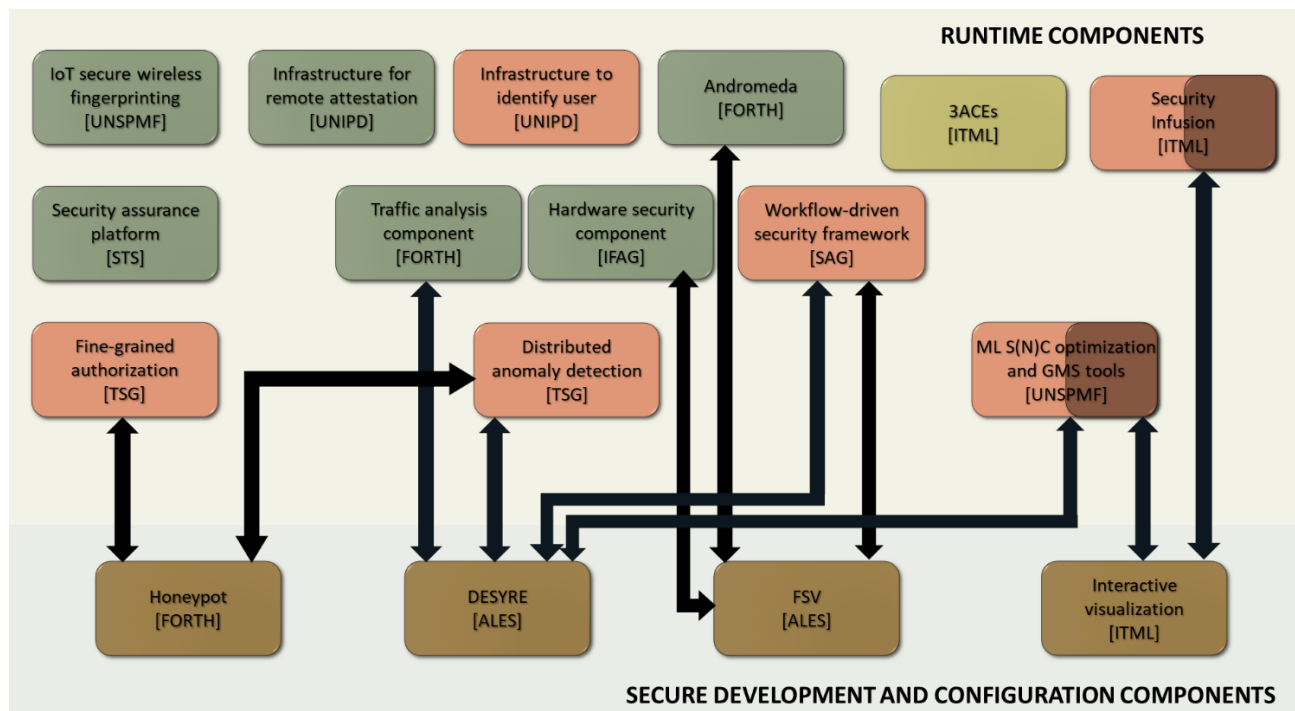 RUNTIME COMPONENTS
IoT secure wireless
fingerprinting
[UNSPMF]
Infrastructure for
remote attestation
[UNIPD]
Infrastructure to
identify user
[UNIPD]
Andromeda
[FORTH]
3ACEs
[ITML]
Security
Infusion
[ITML]
Security assurance
platform
[STS]
Traffic analysis
component
[FORTH]
Hardware security
component
[IFAG]
Workflow-driven
security framework
[SAG]
Fine-grained
authorization
[TSG]
Distributed
anomaly detection
[TSG]
ML S(N)C optimization
and GMS tools
[UNSPMF]
Honeypot
[FORTH]
DESYRE
[ALES]
FSV
[ALES]
Interactive
visualization
[ITML]
SECURE DEVELOPMENT AND CONFIGURATION COMPONENTS